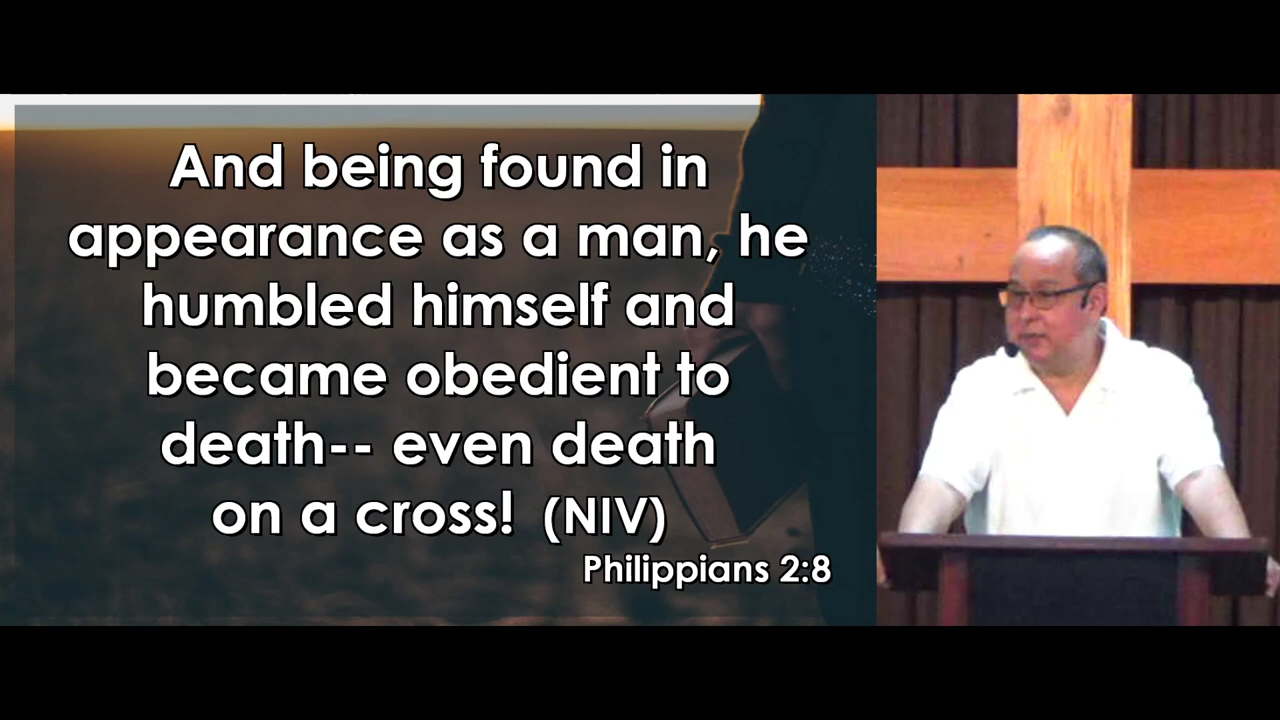 And being found in
appearance as a man, he
humbled himself and
became obedient to
death-- even death
on a cross! (NIV)
Philippians 2:8